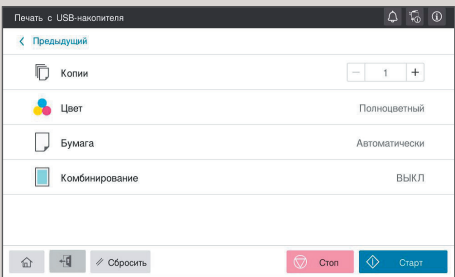 Печать с USB-накопителя
Предыдущий
Копии 1
Цвет Полноцветный
Бумага Автоматически
Комбинирование ВЫКЛ
Сбросить Стоп Старт